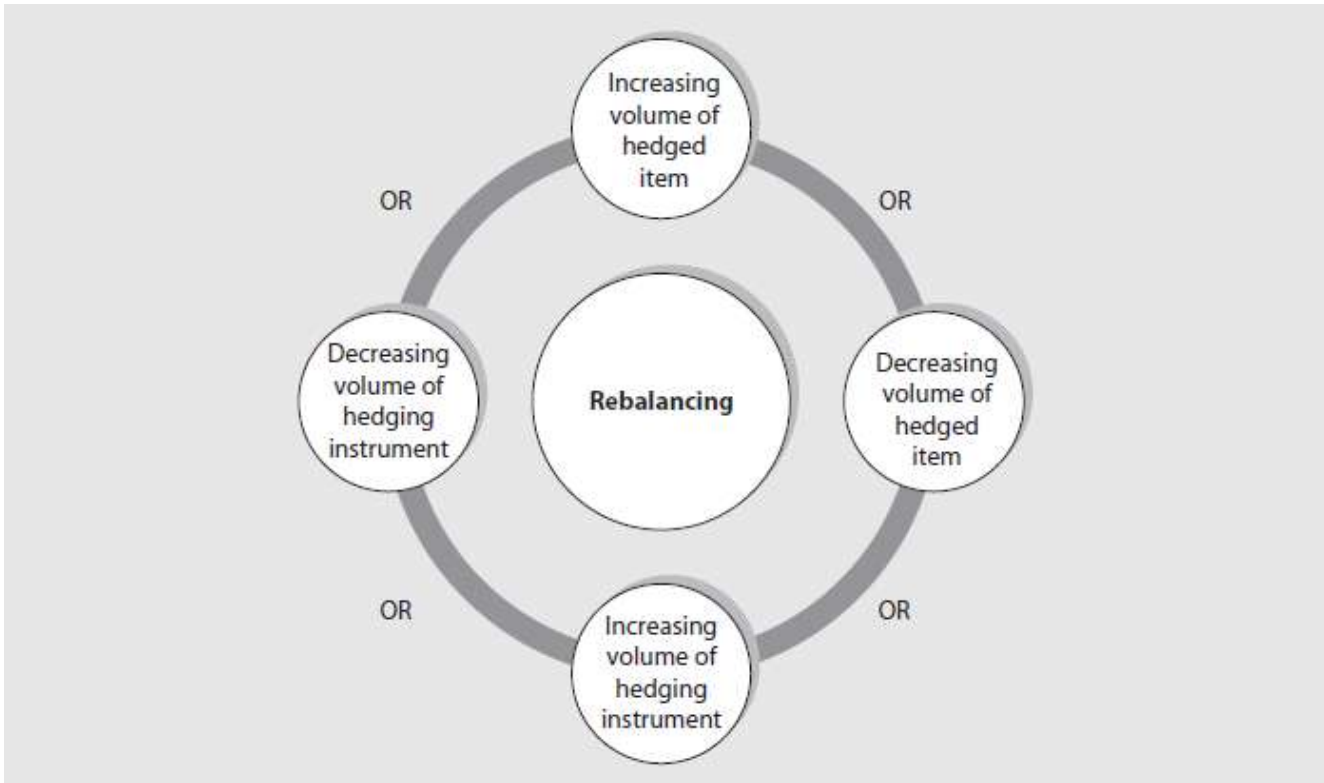 Increasing
volume of
hedged
item
OR
OR
Decreasing
volume of
hedging
instrument
Rebalancing
Decreasing
volume of
hedged
item
OR
OR
Increasing
volume of
hedging
instrument